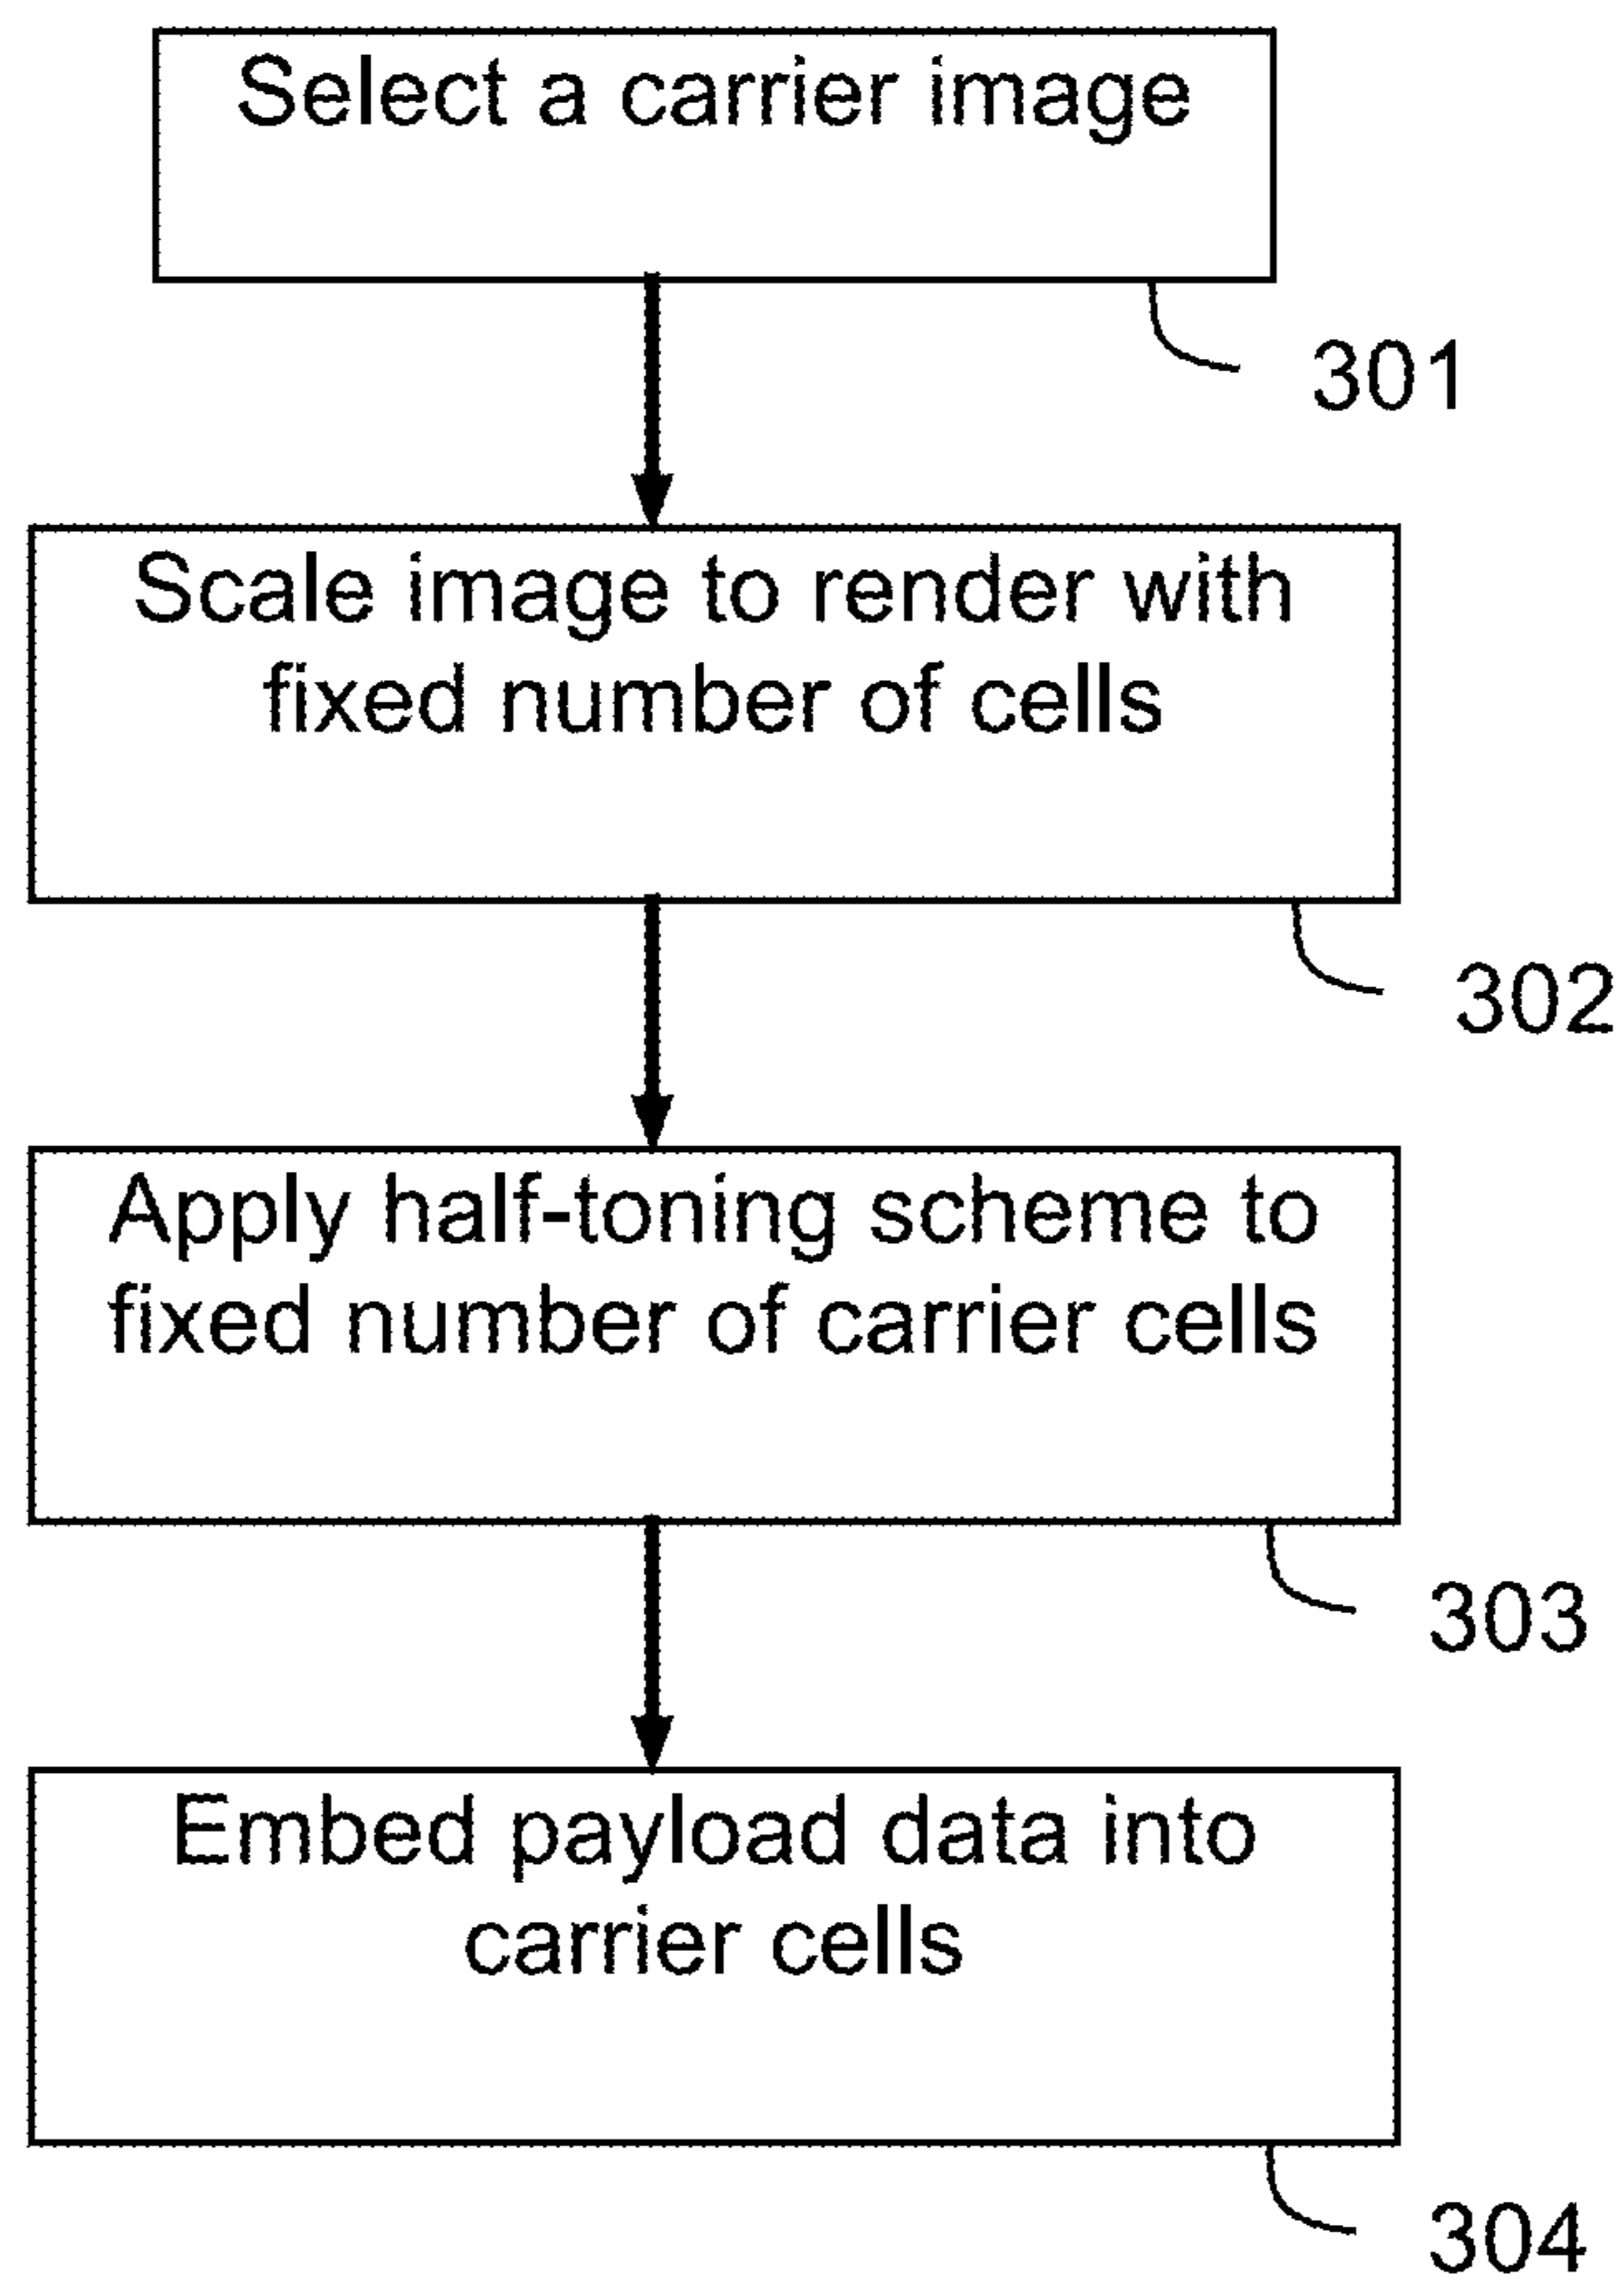 Select a carrier image
301
Scale image to render with
fixed number of cells
302
Apply half-toning scheme to
fixed number of carrier cells
303
Embed payload data into
carrier cells
304